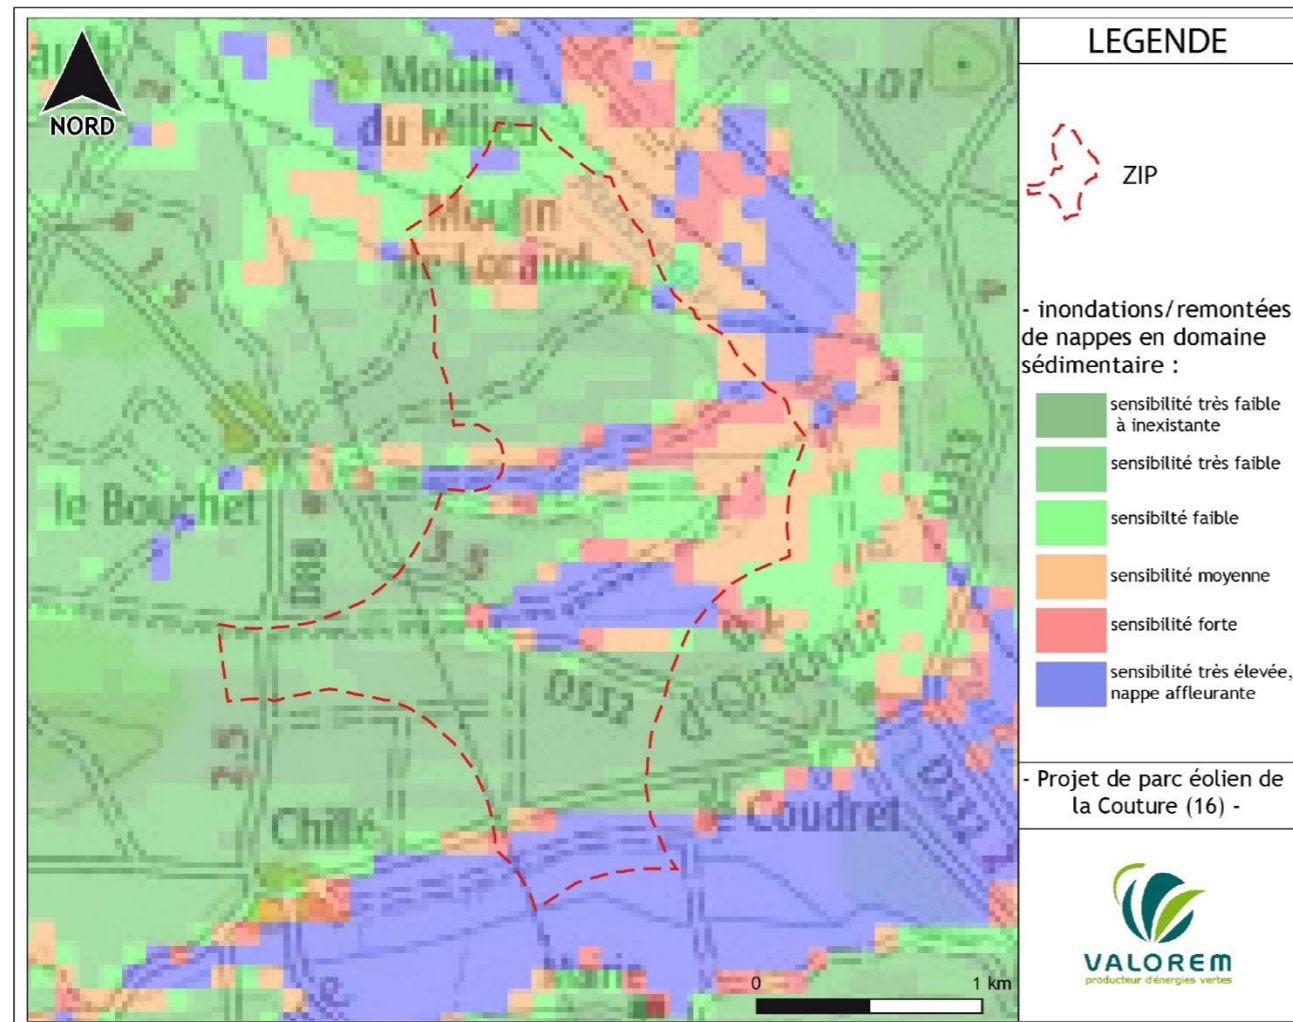 NORD
Moulin
du Milieu
Moulin
de Loraud
le Bouchet
D88
D332
d'Oradour
D332
Chillé
Coudret
0
1 km
LEGENDE
ZIP
- inondations/remontées
de nappes en domaine
sédimentaire :
sensibilité très faible
à inexistante
sensibilité très faible
sensibilté faible
sensibilité moyenne
sensibilité forte
sensibilité très élevée,
nappe affleurante
- Projet de parc éolien de
la Couture (16) -
VALOREM
producteur d'énergies vertes